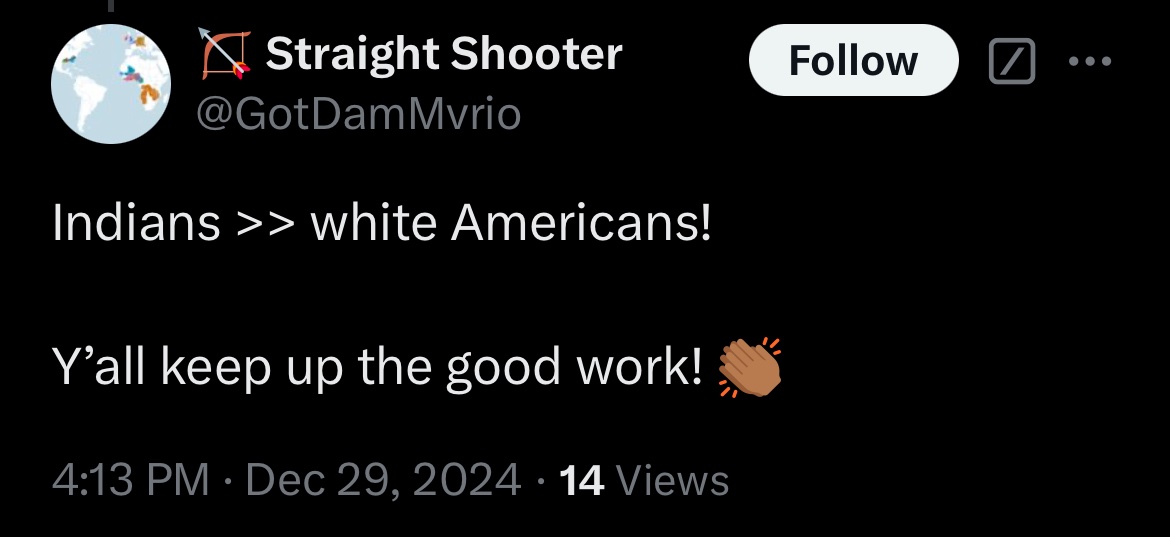 🏹 Straight Shooter
Follow
@GotDamMvrio
Indians >> white Americans!
Y’all keep up the good work! 👏🏾
4:13 PM · Dec 29, 2024 · 14 Views